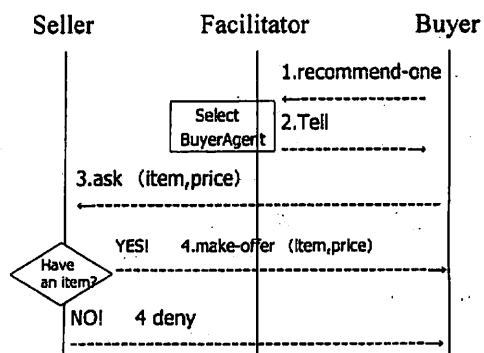 Seller Facilitator Buyer
1.recommend-one
Select
BuyerAgent
2.Tell
3.ask (item,price)
YES! 4.make-offer (item,price)
Have
an item?
NO! 4 deny